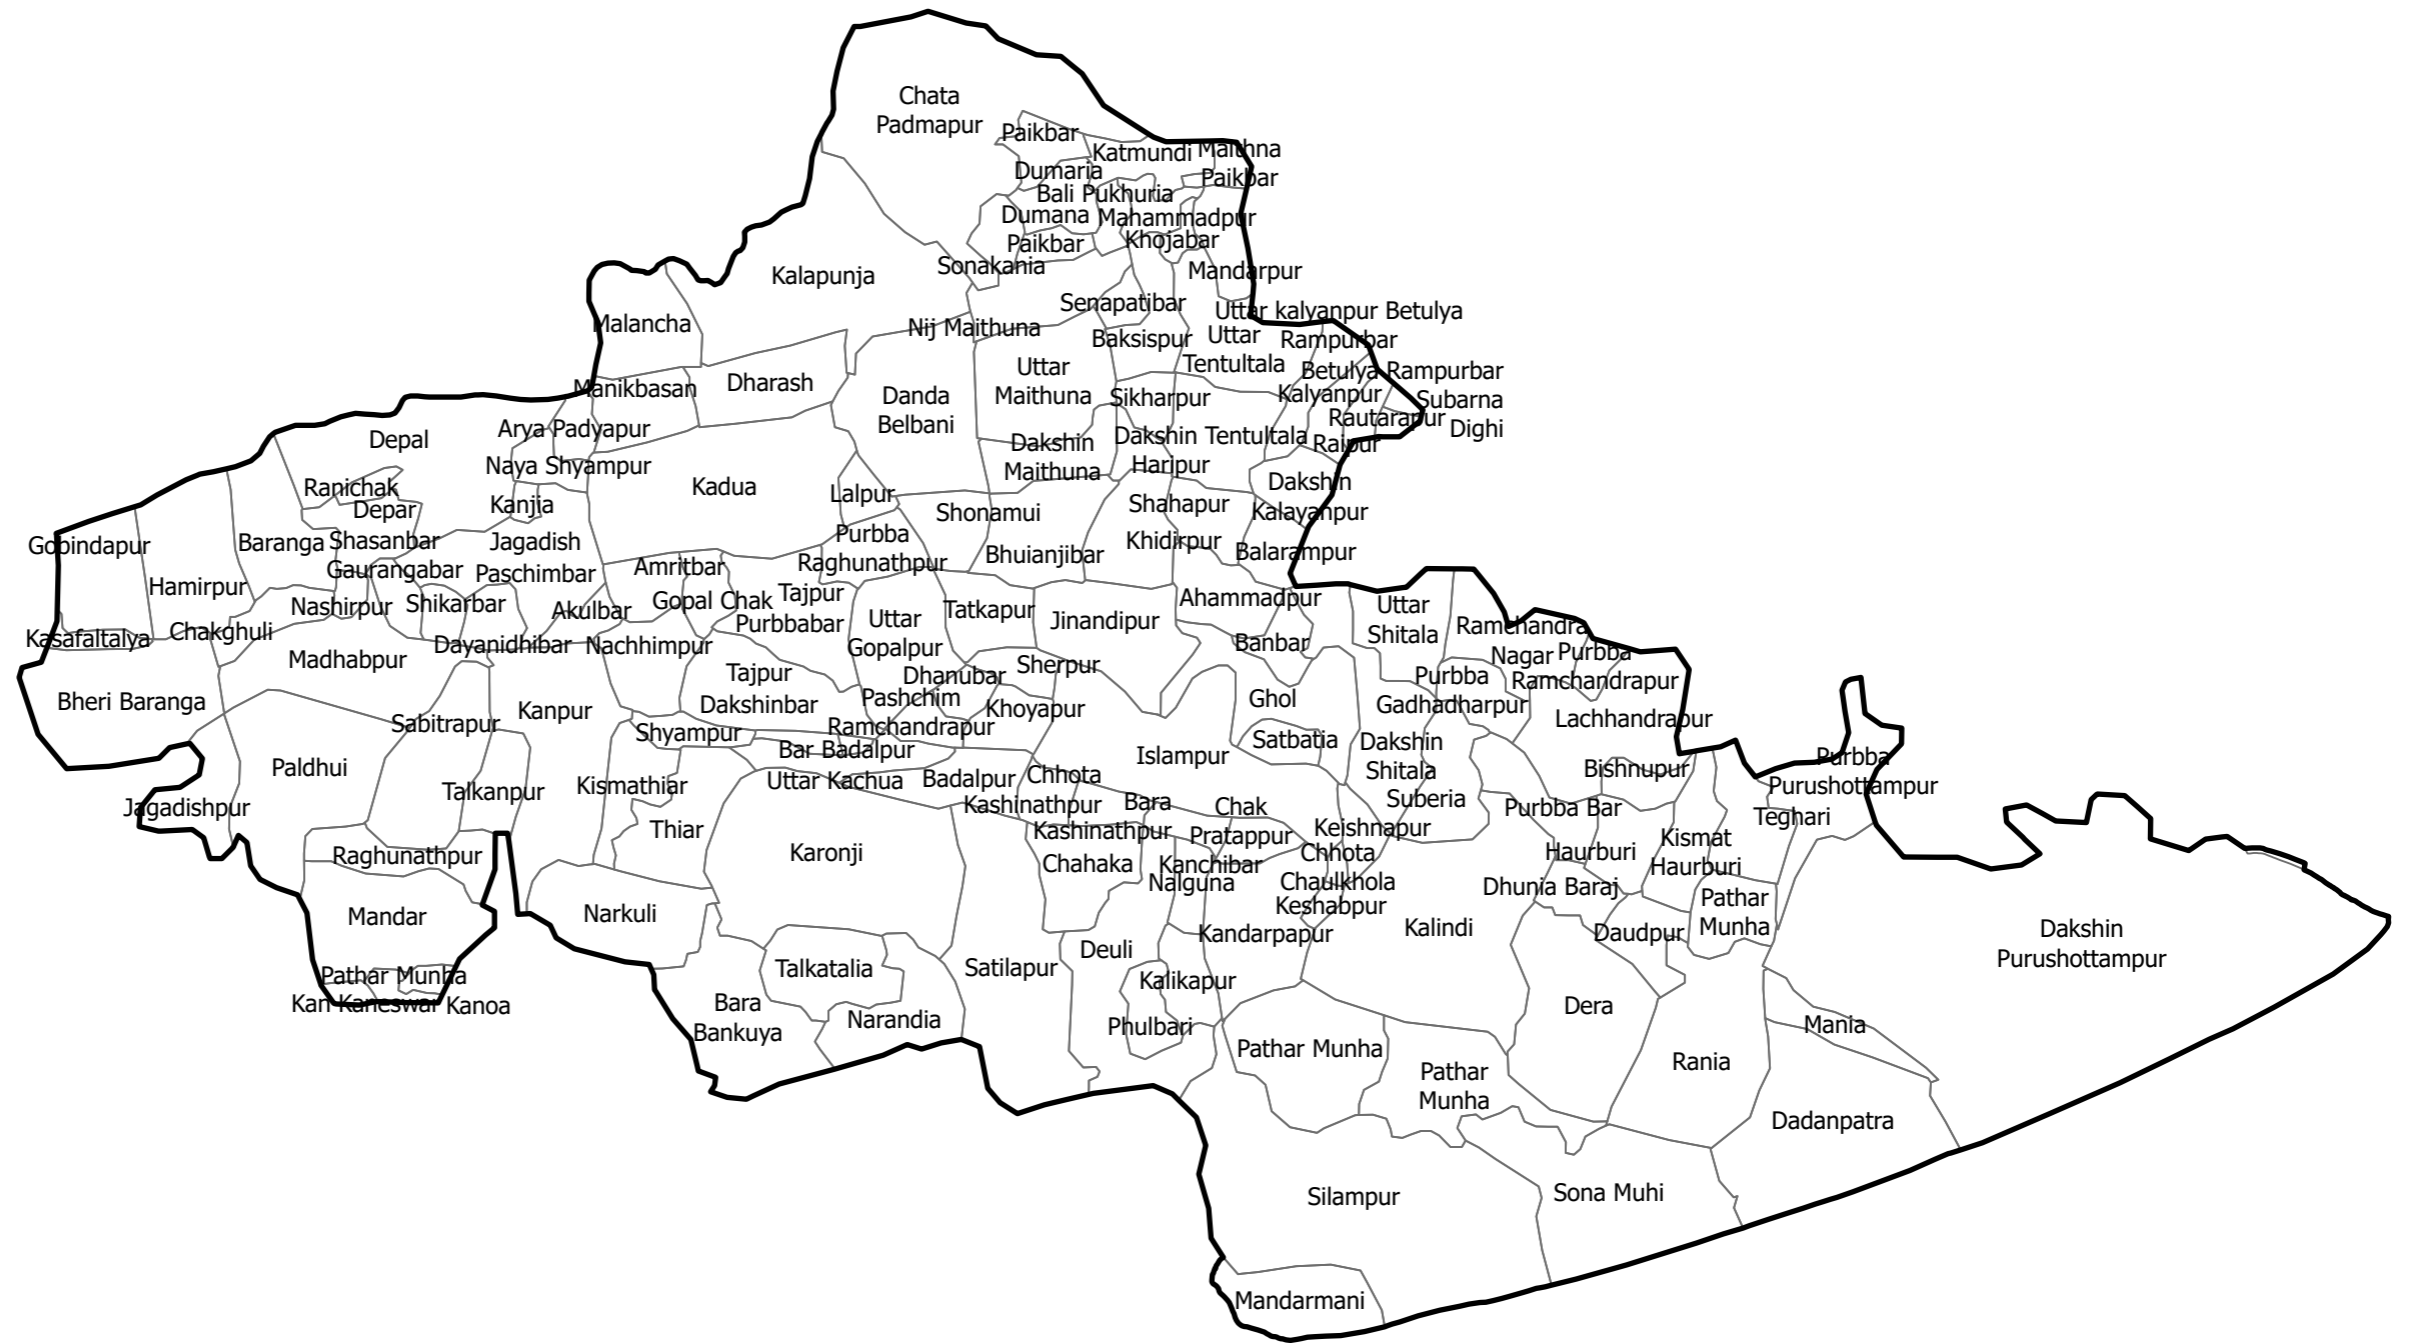 Chata
Padmapur
Paikbar
Katmundi
Maithna
Paikbar
Dumaria
Bali Pukhuria
Dumana
Mahammadpur
Paikbar
Khojabar
Sonakania
Mandarpur
Kalapunja
Senapatibar
Uttar kalyanpur Betulya
Malancha
Nij Maithuna
Baksispur
Uttar
Tentultala
Rampurbar
Uttar
Maithuna
Betulya
Rampurbar
Manikbasan
Dharash
Danda
Belbani
Sikharpur
Kalyanpur
Subarna
Dighi
Rautarapur
Arya Padyapur
Depal
Dakshin
Maithuna
Dakshin Tentultala
Raipur
Naya Shyampur
Haripur
Ranichak
Kadua
Lalpur
Dakshin
Kalayanpur
Depar
Kanjia
Shonamui
Shahapur
Gobindapur
Baranga
Shasanbar
Jagadish
Purbba
Raghunathpur
Bhuianjibar
Khidirpur
Balarampur
Hamirpur
Gaurangabar
Paschimbar
Amritbar
Nashirpur
Shikarbar
Akulbar
Gopal Chak
Tajpur
Purbbabar
Uttar
Gopalpur
Tatkapur
Jinandipur
Ahammadpur
Uttar
Shitala
Ramchandra
Nagar
Kasafaltalya
Chakghuli
Dayanidhibar
Nachhimpur
Banbar
Purbba
Ramchandrapur
Madhabpur
Tajpur
Dakshinbar
Dhanubar
Sherpur
Purbba
Gadhadharpur
Bheri Baranga
Sabitrapur
Kanpur
Pashchim
Ramchandrapur
Khoyapur
Ghol
Lachhandrapur
Shyampur
Bar Badalpur
Satbatia
Dakshin
Shitala
Paldhui
Islampur
Bishnupur
Purbba
Purushottampur
Jagadishpur
Talkanpur
Kismathiar
Uttar Kachua
Badalpur
Chhota
Kashinathpur
Bara
Kashinathpur
Chak
Pratappur
Suberia
Purbba Bar
Teghari
Thiar
Keishnapur
Kismat
Haurburi
Raghunathpur
Karonji
Chahaka
Kanchibar
Chhota
Chaulkhola
Haurburi
Nalguna
Dhunia Baraj
Mandar
Narkuli
Keshabpur
Pathar
Munha
Kandarpapur
Kalindi
Daudpur
Dakshin
Purushottampur
Pathar Munha
Talkatalia
Satilapur
Deuli
Kalikapur
Kan Kaneswar
Kanoa
Bara
Bankuya
Narandia
Phulbari
Dera
Mania
Pathar Munha
Pathar
Munha
Rania
Dadanpatra
Silampur
Sona Muhi
Mandarmani